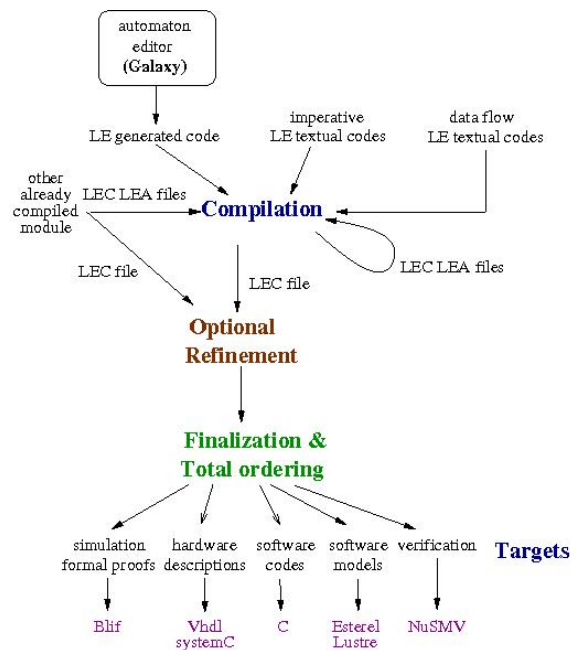 automaton
editor
(Galaxy)
LE generated code
imperative
LE textual codes
data flow
LE textual codes
other
already
compiled
module
LEC LEA files
Compilation
LEC file
LEC file
LEC LEA files
Optional
Refinement
Finalization &
Total ordering
simulation
formal proofs
hardware
descriptions
software
codes
software
models
verification
Targets
Blif
Vhdl
systemC
C
Esterel
Lustre
NuSMV